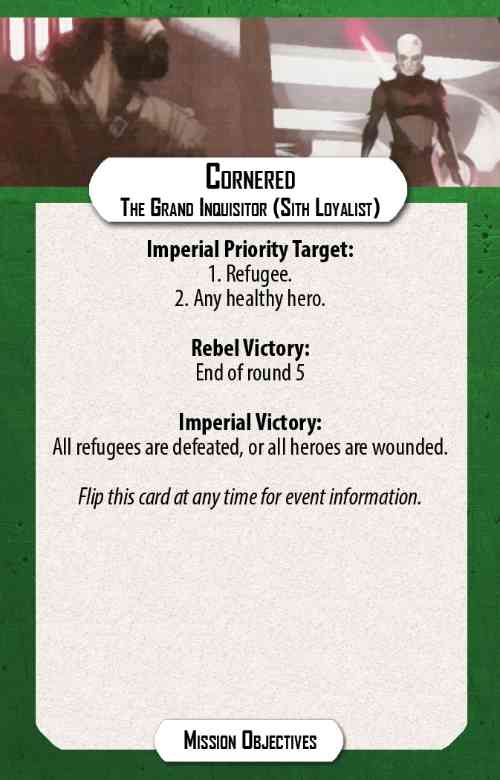 Cornered
The Grand Inquisitor (Sith Loyalist)
Imperial Priority Target:
1. Refugee.
2. Any healthy hero.
Rebel Victory:
End of round 5
Imperial Victory:
All refugees are defeated, or all heroes are wounded.
Flip this card at any time for event information.
Mission Objectives